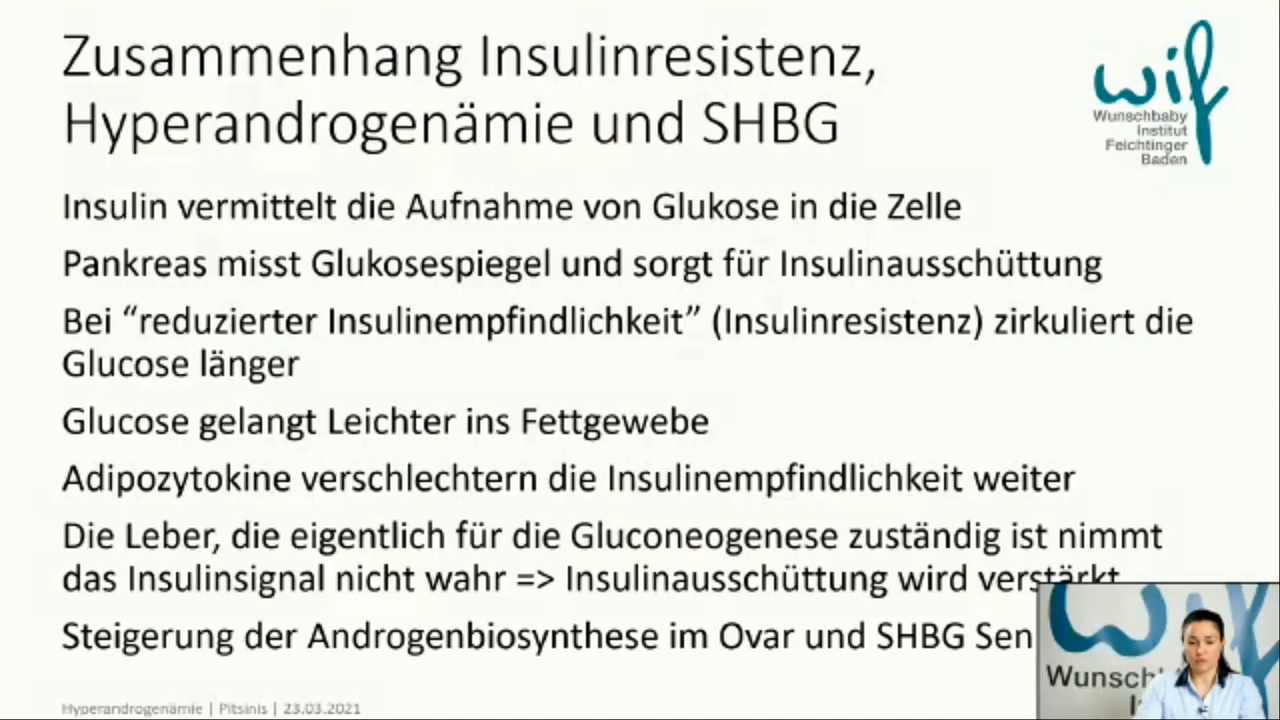 Zusammenhang Insulinresistenz,
Hyperandrogenämie und SHBG
wif
Wunschbaby
Institut
Feichtinger
Baden
Insulin vermittelt die Aufnahme von Glukose in die Zelle
Pankreas misst Glukosespiegel und sorgt für Insulinausschüttung
Bei “reduzierter Insulinempfindlichkeit” (Insulinresistenz) zirkuliert die
Glucose länger
Glucose gelangt Leichter ins Fettgewebe
Adipozytokine verschlechtern die Insulinempfindlichkeit weiter
Die Leber, die eigentlich für die Gluconeogenese zuständig ist nimmt
das Insulinsignal nicht wahr => Insulinausschüttung wird verstärkt
Steigerung der Androgenbiosynthese im Ovar und SHBG Sen
wif
Wunsch
Hyperandrogenämie | Pitsinis | 23.03.2021